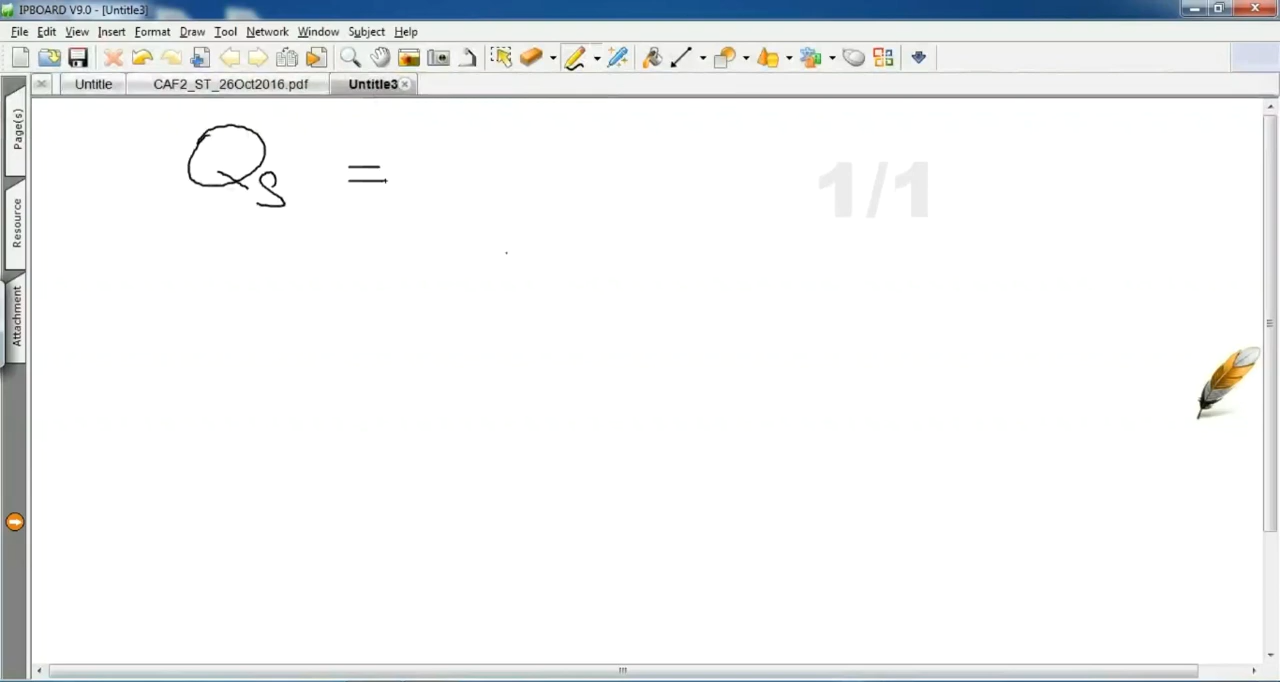 IPBOARD V9.0 - [Untitle3]
File Edit View Insert Format Draw Tool Network Window Subject Help
Untitle CAF2_ST_26Oct2016.pdf Untitle3
Page(s)
Resource
Attachment
Qs =
1/1